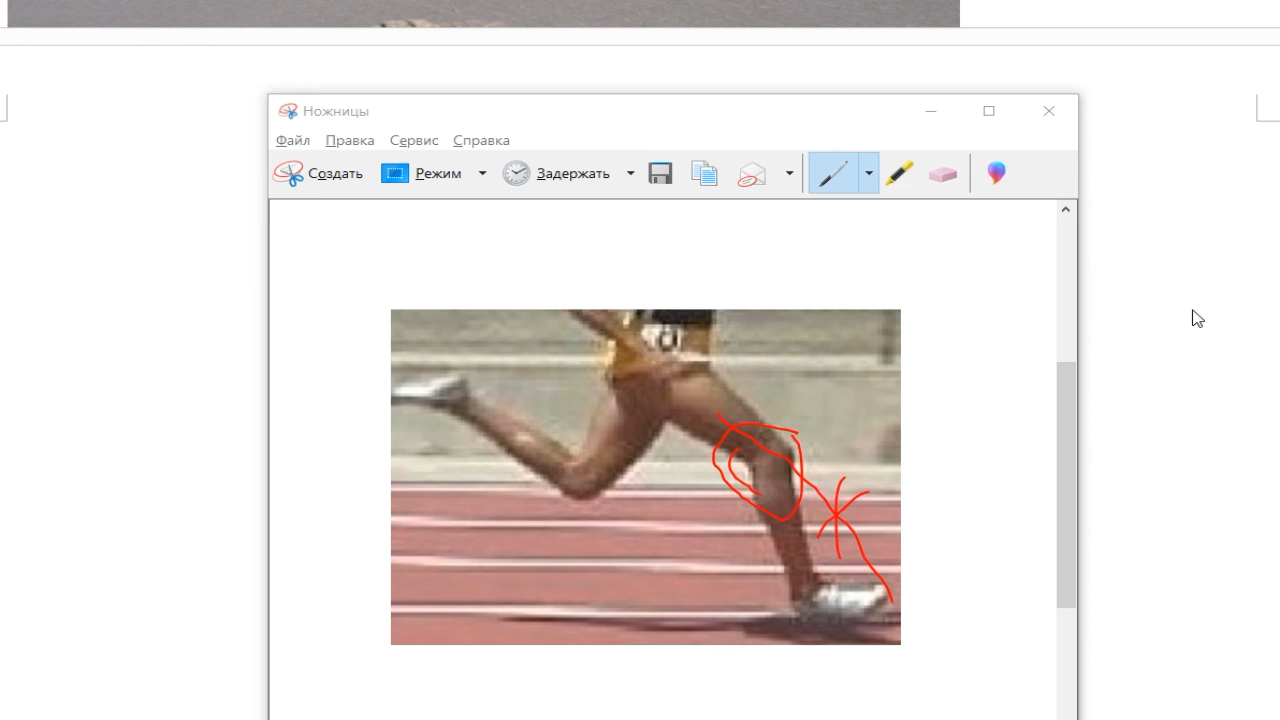 Ножницы
Файл Правка Сервис Справка
Создать Режим Задержать